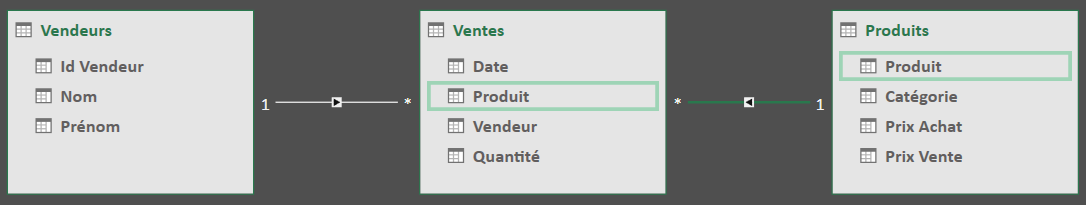 Vendeurs
Id Vendeur
Nom
Prénom
1
*
Ventes
Date
Produit
Vendeur
Quantité
*
1
Produits
Produit
Catégorie
Prix Achat
Prix Vente